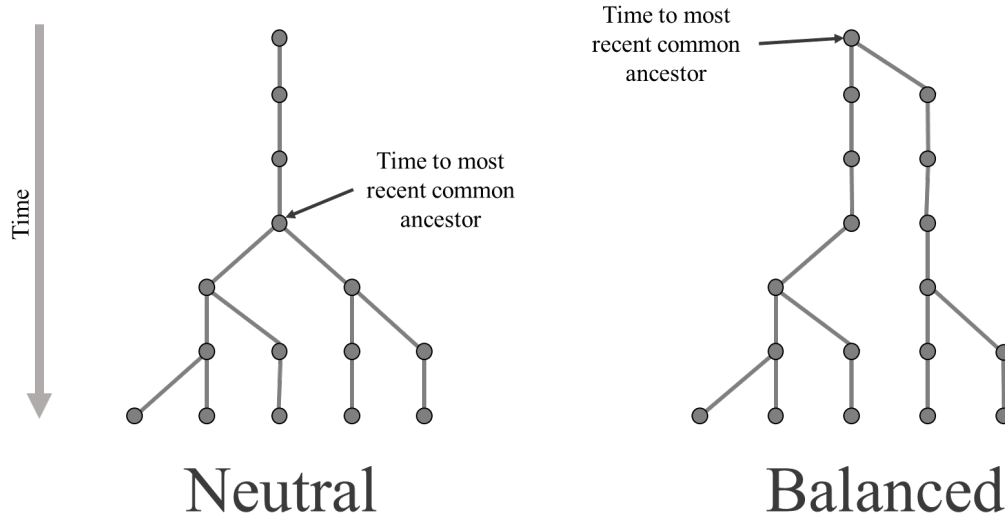 Time to most
recent common
ancestor
Time to most
recent common
ancestor
Time
Neutral
Balanced